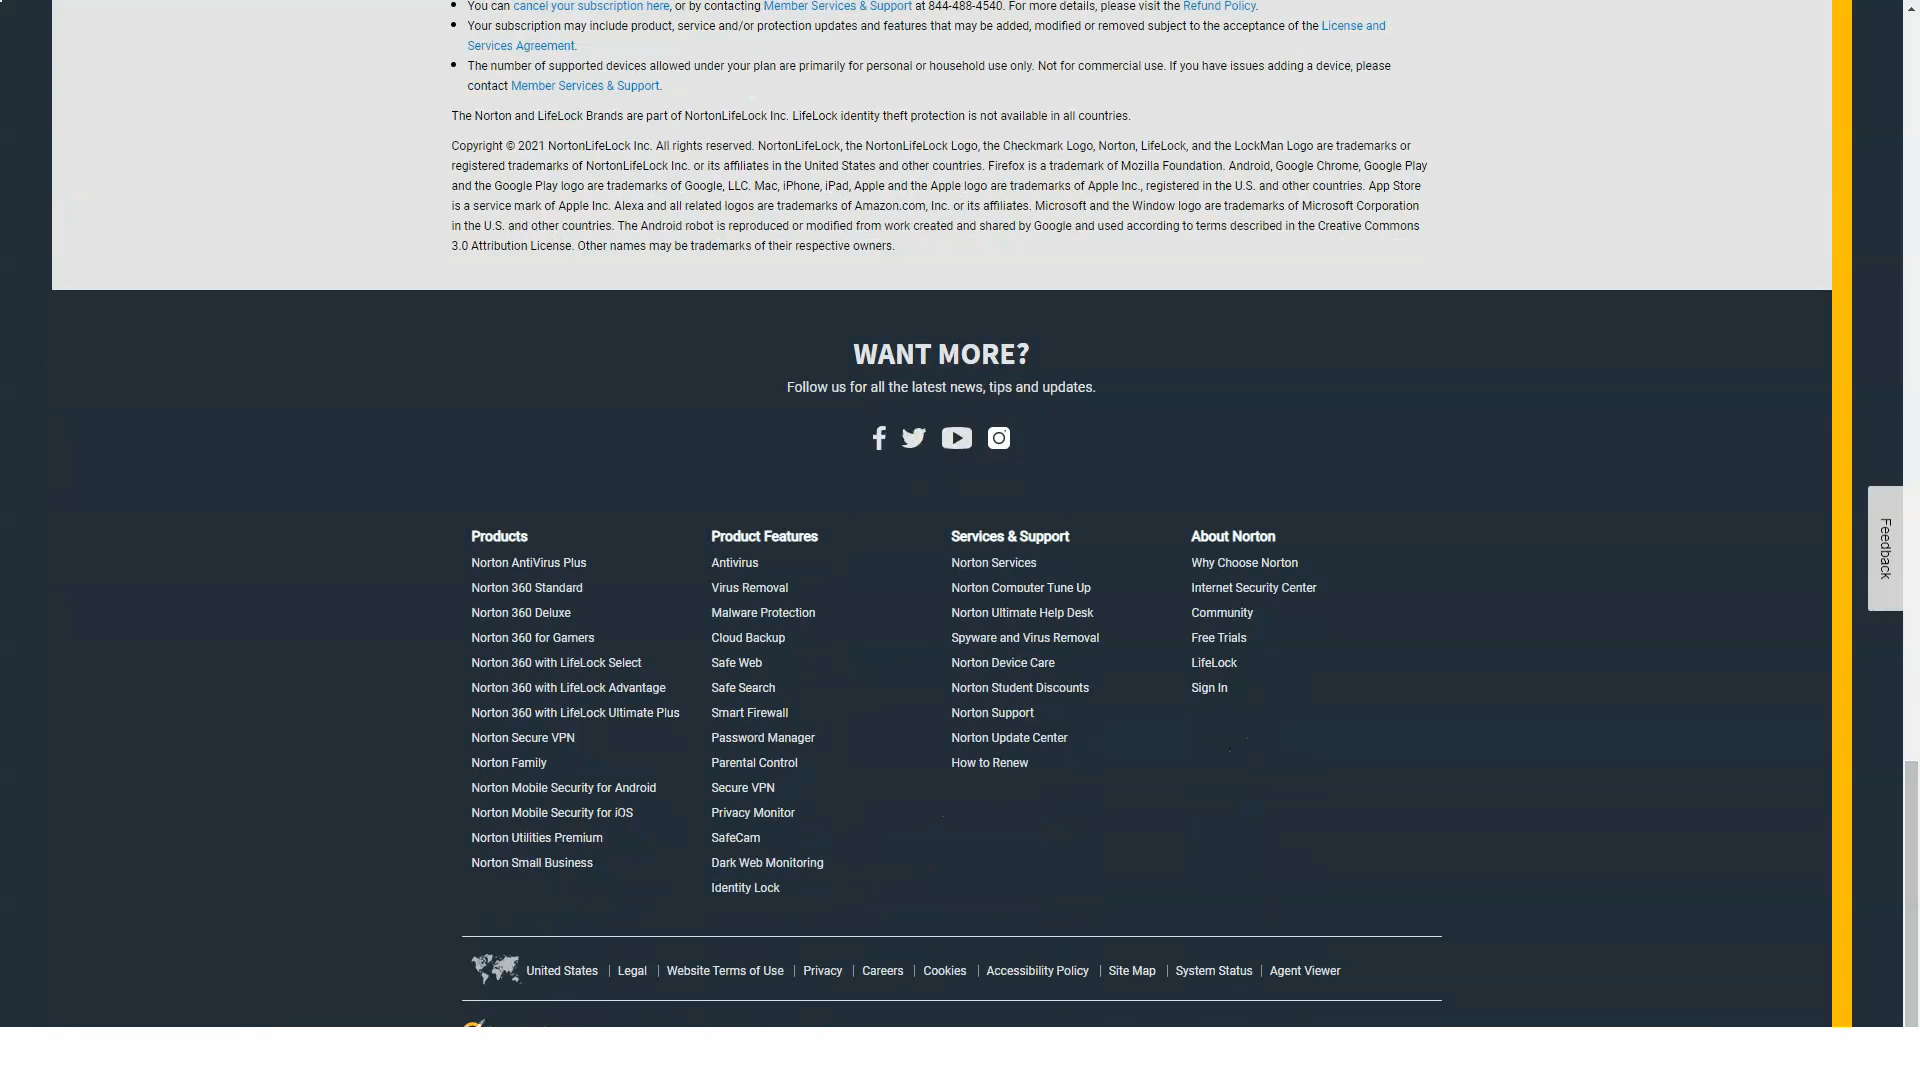 You can cancel your subscription here, or by contacting Member Services & Support at 844-488-4540. For more details, please visit the Refund Policy.
Your subscription may include product, service and/or protection updates and features that may be added, modified or removed subject to the acceptance of the License and
Services Agreement.
The number of supported devices allowed under your plan are primarily for personal or household use only. Not for commercial use. If you have issues adding a device, please
contact Member Services & Support.
The Norton and LifeLock Brands are part of NortonLifeLock Inc. LifeLock identity theft protection is not available in all countries.
Copyright © 2021 NortonLifeLock Inc. All rights reserved. NortonLifeLock, the NortonLifeLock Logo, the Checkmark Logo, Norton, LifeLock, and the LockMan Logo are trademarks or
registered trademarks of NortonLifeLock Inc. or its affiliates in the United States and other countries. Firefox is a trademark of Mozilla Foundation. Android, Google Chrome, Google Play
and the Google Play logo are trademarks of Google, LLC. Mac, iPhone, iPad, Apple and the Apple logo are trademarks of Apple Inc., registered in the U.S. and other countries. App Store
is a service mark of Apple Inc. Alexa and all related logos are trademarks of Amazon.com, Inc. or its affiliates. Microsoft and the Window logo are trademarks of Microsoft Corporation
in the U.S. and other countries. The Android robot is reproduced or modified from work created and shared by Google and used according to terms described in the Creative Commons
3.0 Attribution License. Other names may be trademarks of their respective owners.
WANT MORE?
Follow us for all the latest news, tips and updates.
Feedback
Products
Norton AntiVirus Plus
Norton 360 Standard
Norton 360 Deluxe
Norton 360 for Gamers
Norton 360 with LifeLock Select
Norton 360 with LifeLock Advantage
Norton 360 with LifeLock Ultimate Plus
Norton Secure VPN
Norton Family
Norton Mobile Security for Android
Norton Mobile Security for iOS
Norton Utilities Premium
Norton Small Business
Product Features
Antivirus
Virus Removal
Malware Protection
Cloud Backup
Safe Web
Safe Search
Smart Firewall
Password Manager
Parental Control
Secure VPN
Privacy Monitor
SafeCam
Dark Web Monitoring
Identity Lock
Services & Support
Norton Services
Norton Computer Tune Up
Norton Ultimate Help Desk
Spyware and Virus Removal
Norton Device Care
Norton Student Discounts
Norton Support
Norton Update Center
How to Renew
About Norton
Why Choose Norton
Internet Security Center
Community
Free Trials
LifeLock
Sign In
United States | Legal | Website Terms of Use | Privacy | Careers | Cookies | Accessibility Policy | Site Map | System Status | Agent Viewer